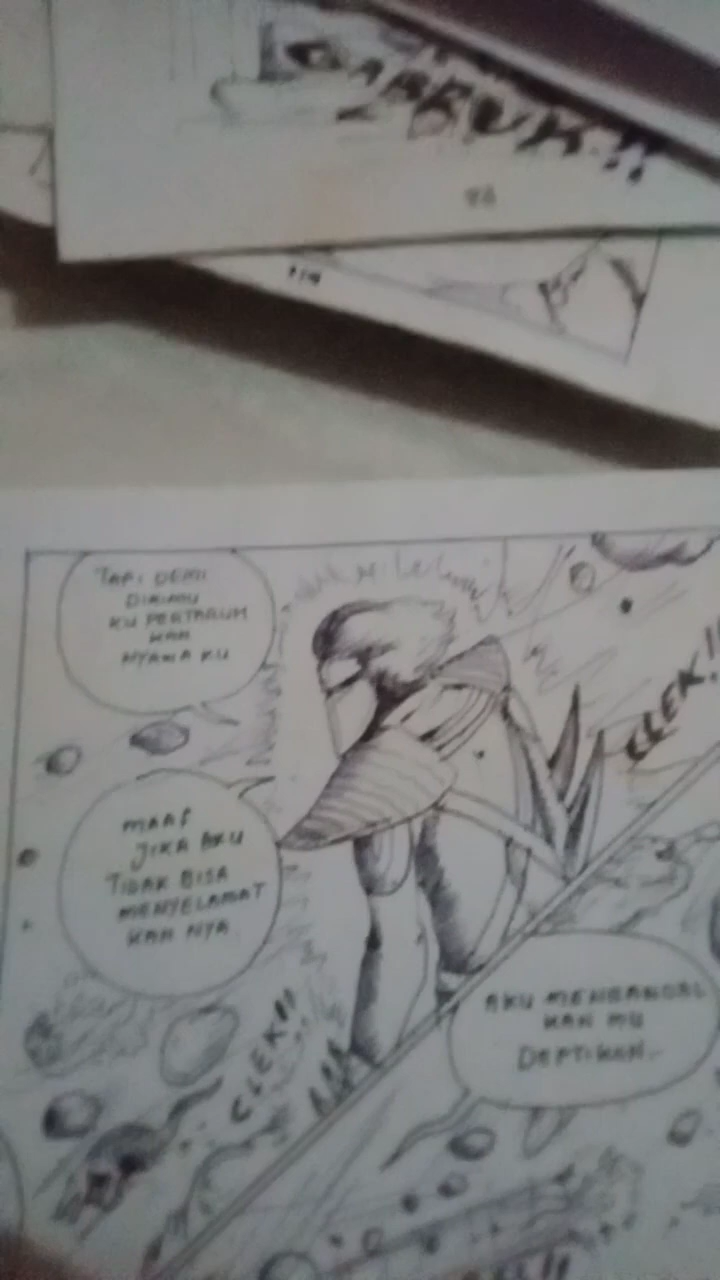 GABRUK!!
TAPI DEMI
DIRIMU
KU PERTARUH
KAN
NYAWA KU
CLEK!!
MAAF
JIKA AKU
TIDAK BISA
MENYELAMAT
KAN NYA
CLEK!!
AKU MENGANDAL
KAN MU